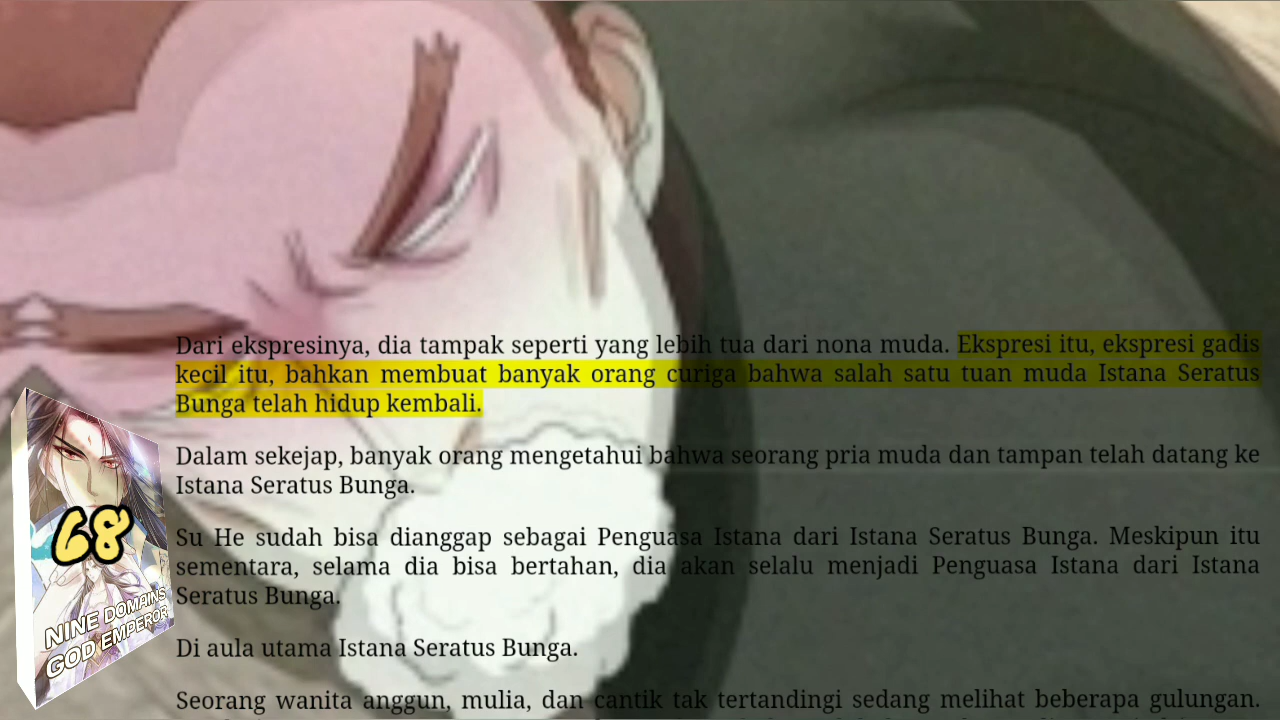 Dari ekspresinya, dia tampak seperti yang lebih tua dari nona muda. Ekspresi itu, ekspresi gadis
kecil itu, bahkan membuat banyak orang curiga bahwa salah satu tuan muda Istana Seratus
Bunga telah hidup kembali.
Dalam sekejap, banyak orang mengetahui bahwa seorang pria muda dan tampan telah datang ke
Istana Seratus Bunga.
Su He sudah bisa dianggap sebagai Penguasa Istana dari Istana Seratus Bunga. Meskipun itu
sementara, selama dia bisa bertahan, dia akan selalu menjadi Penguasa Istana dari Istana
Seratus Bunga.
Di aula utama Istana Seratus Bunga.
Seorang wanita anggun, mulia, dan cantik tak tertandingi sedang melihat beberapa gulungan.
68
NINE DOMAINS
GOD EMPEROR